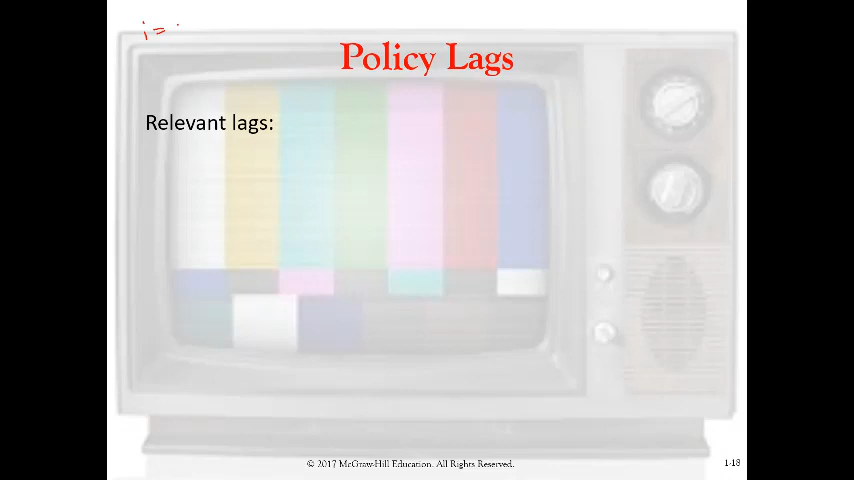 i=
Policy Lags
Relevant lags:
© 2017 McGraw-Hill Education. All Rights Reserved.
1-18